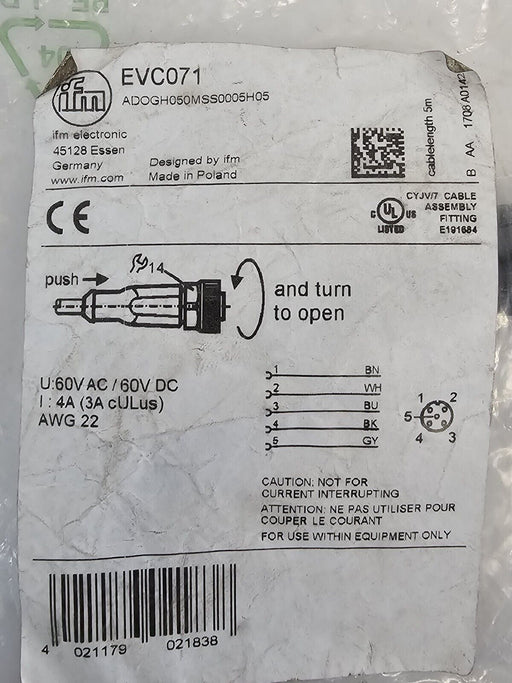 ifm
EVC071
ADOGH050MSS0005H05
ifm electronic
45128 Essen
Germany
www.ifm.com
Designed by ifm
Made in Poland
cablelength 5m
B AA 1708 A0142
CE
C UL US
LISTED
CYJV/7 CABLE
ASSEMBLY
FITTING
E191684
push
14
and turn
to open
U:60V AC / 60V DC
I : 4A (3A cULus)
AWG 22
1 BN
2 WH
3 BU
4 BK
5 GY
1 2
5
4 3
CAUTION: NOT FOR
CURRENT INTERRUPTING
ATTENTION: NE PAS UTILISER POUR
COUPER LE COURANT
FOR USE WITHIN EQUIPMENT ONLY
4 021179 021838